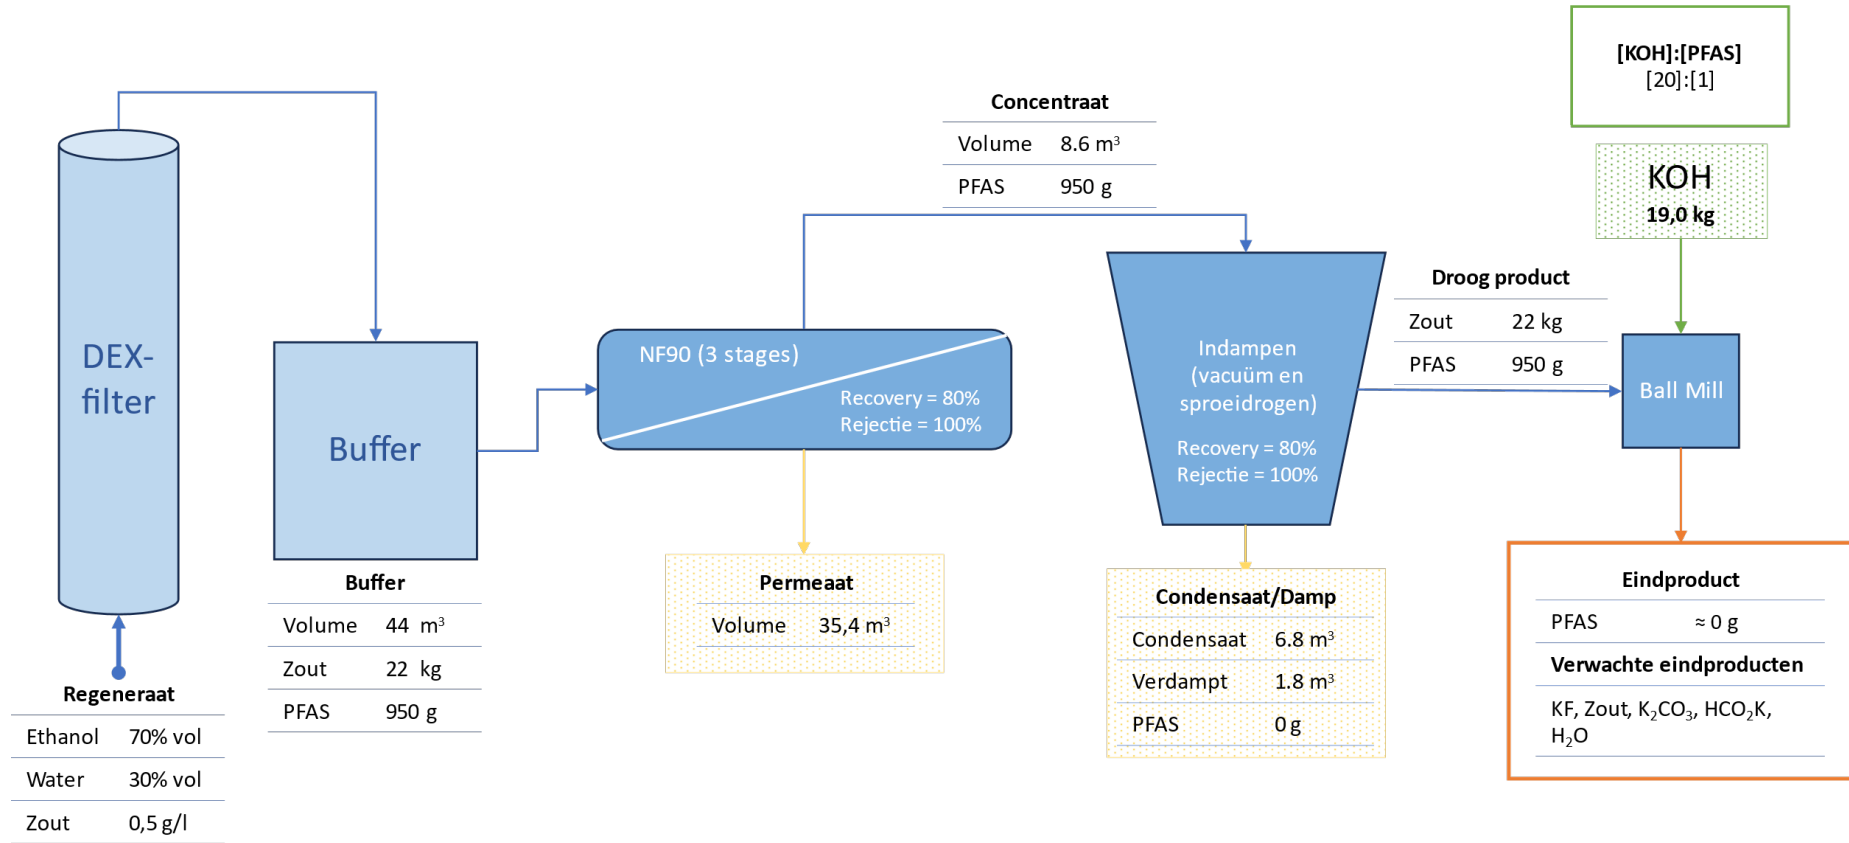 DEX-
filter
Regeneraat
Ethanol 70% vol
Water 30% vol
Zout 0,5 g/l
Buffer
Buffer
Volume 44 m³
Zout 22 kg
PFAS 950 g
NF90 (3 stages)
Recovery = 80%
Rejectie = 100%
Permeaat
Volume 35,4 m³
Concentraat
Volume 8.6 m³
PFAS 950 g
Indampen
(vacuüm en
sproeidrogen)
Recovery = 80%
Rejectie = 100%
Condensaat/Damp
Condensaat 6.8 m³
Verdampt 1.8 m³
PFAS 0 g
Droog product
Zout 22 kg
PFAS 950 g
[KOH]:[PFAS]
[20]:[1]
KOH
19,0 kg
Ball Mill
Eindproduct
PFAS ≈ 0 g
Verwachte eindproducten
KF, Zout, K₂CO₃, HCO₂K,
H₂O